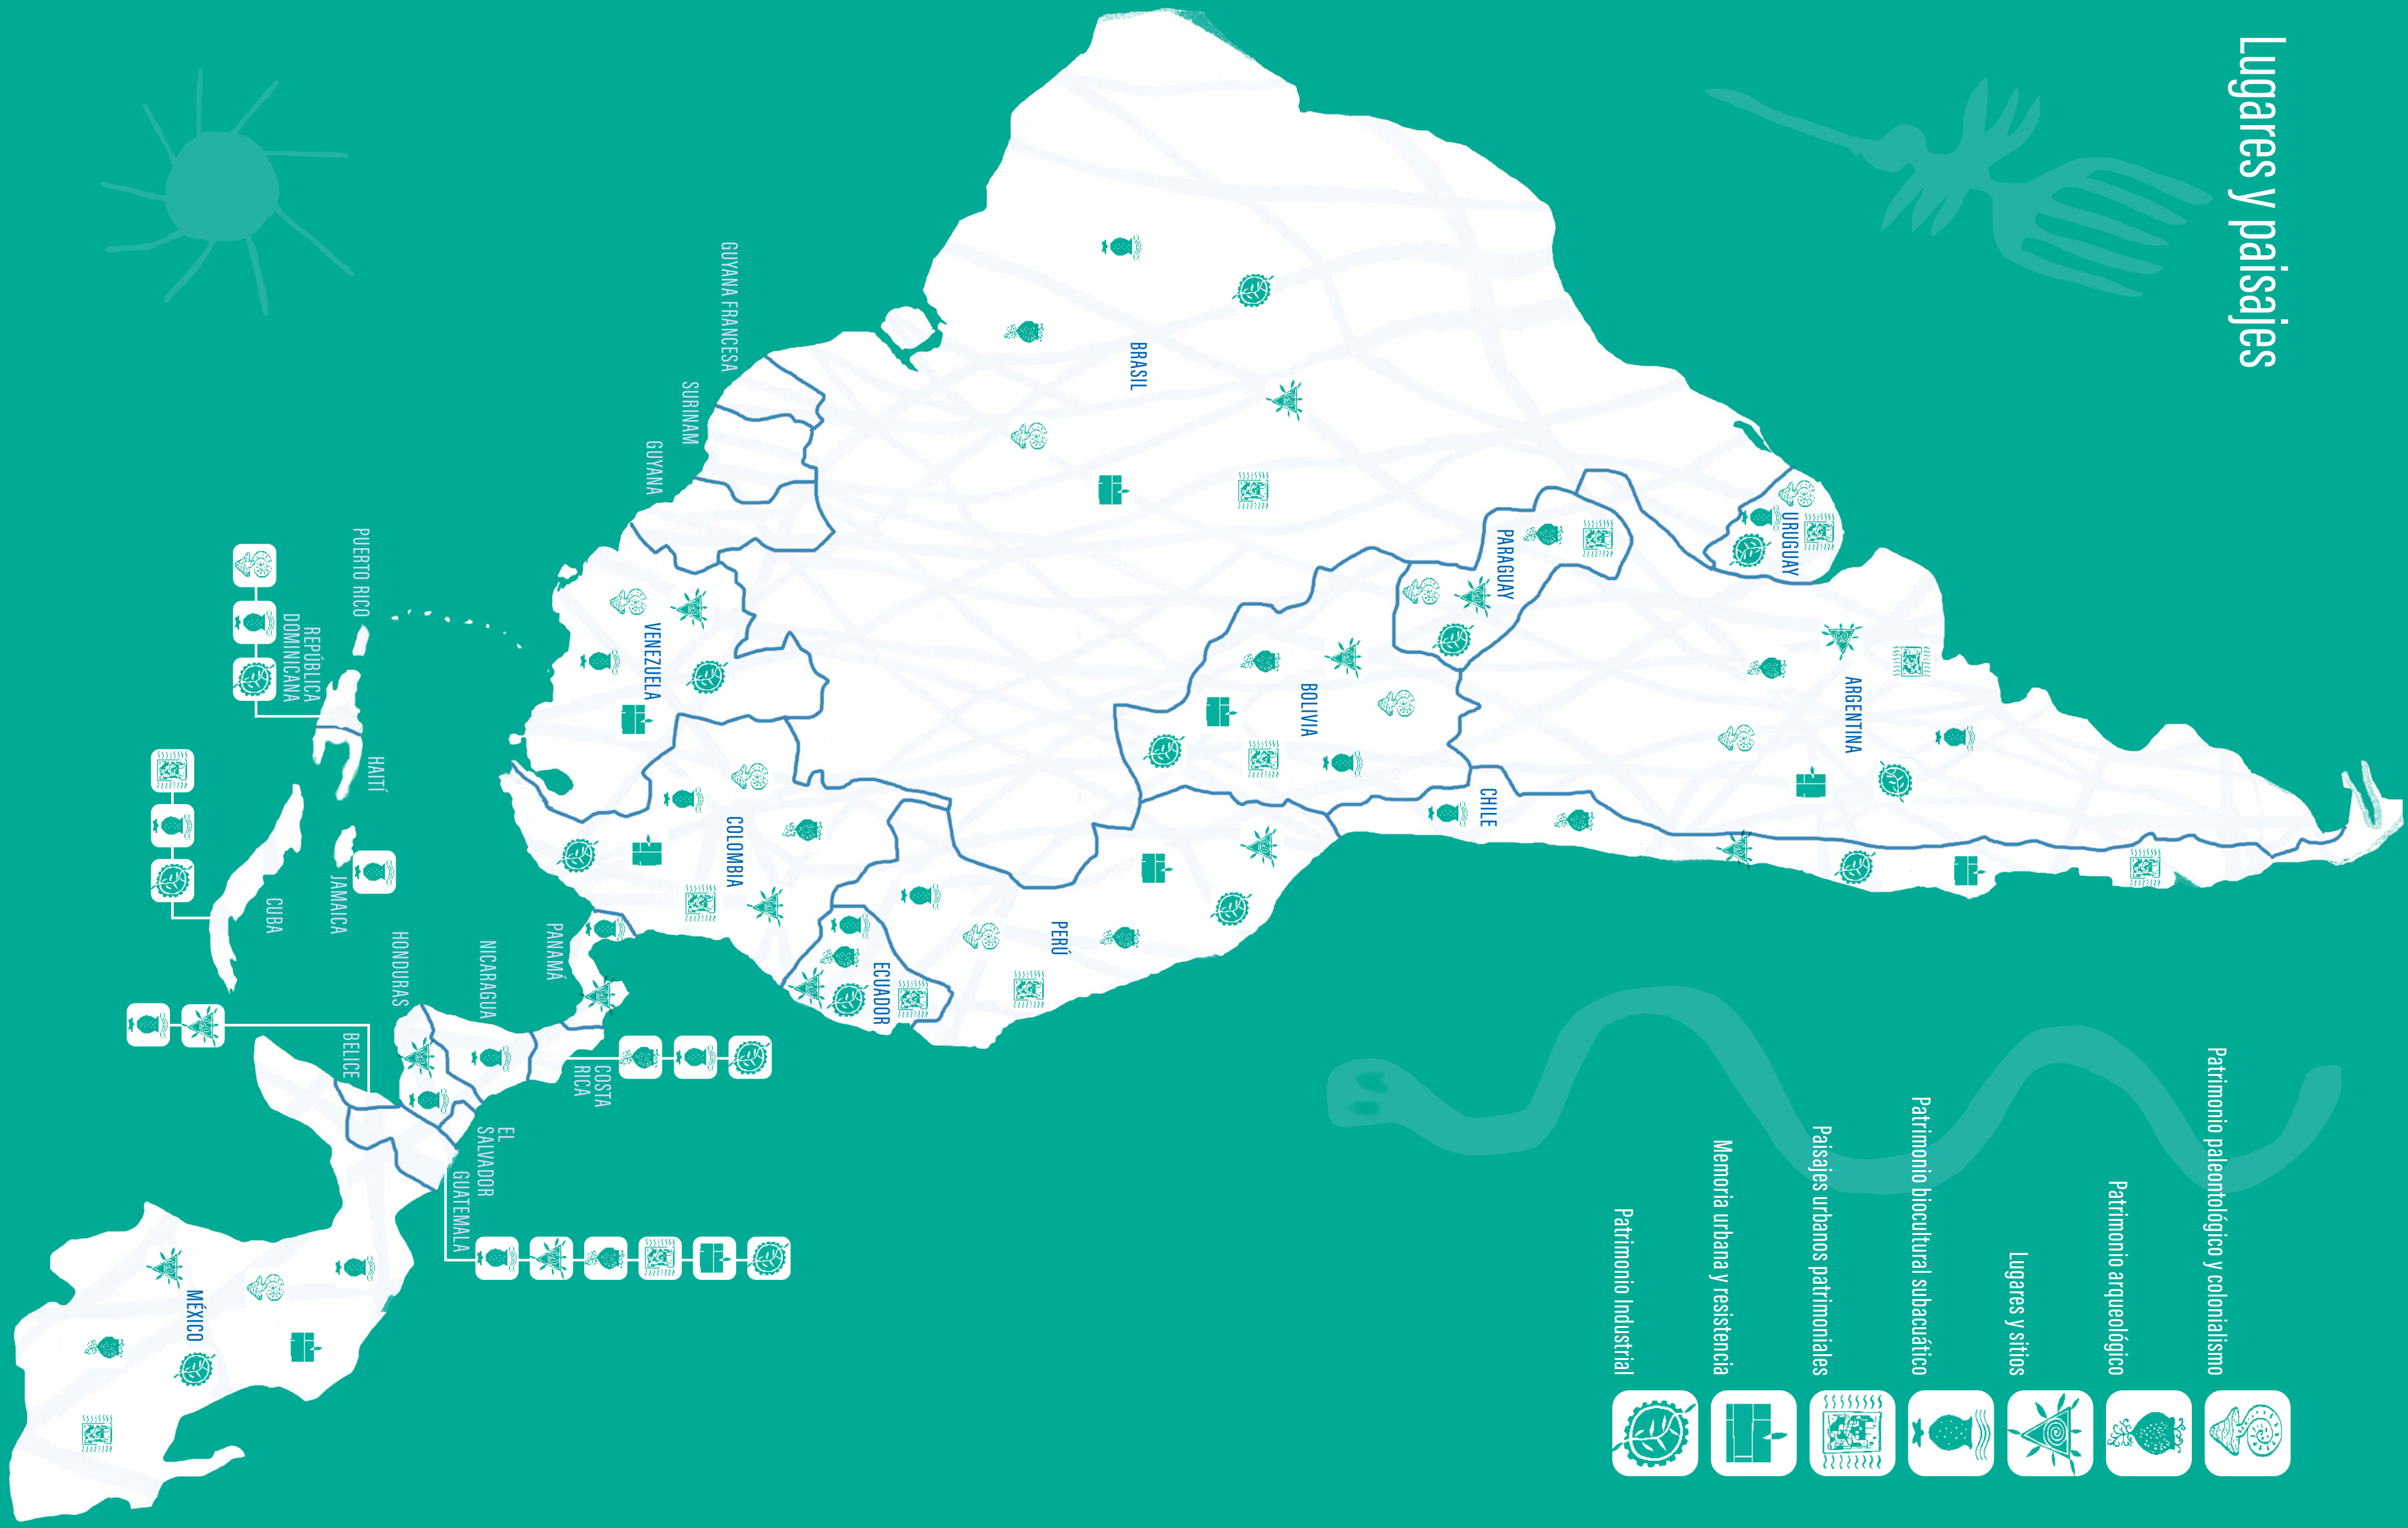 Lugares y paisajes
PUERTO RICO
REPÚBLICA
DOMINICANA
HAITÍ
JAMAICA
CUBA
GUYANA FRANCESA
SURINAM
GUYANA
VENEZUELA
COLOMBIA
BRASIL
PANAMÁ
NICARAGUA
HONDURAS
BELICE
COSTA
RICA
EL
SALVADOR
GUATEMALA
MÉXICO
ECUADOR
PERÚ
BOLIVIA
PARAGUAY
URUGUAY
ARGENTINA
CHILE
Patrimonio paleontológico y colonialismo
Patrimonio arqueológico
Lugares y sitios
Patrimonio biocultural subacuático
Paisajes urbanos patrimoniales
Memoria urbana y resistencia
Patrimonio Industrial